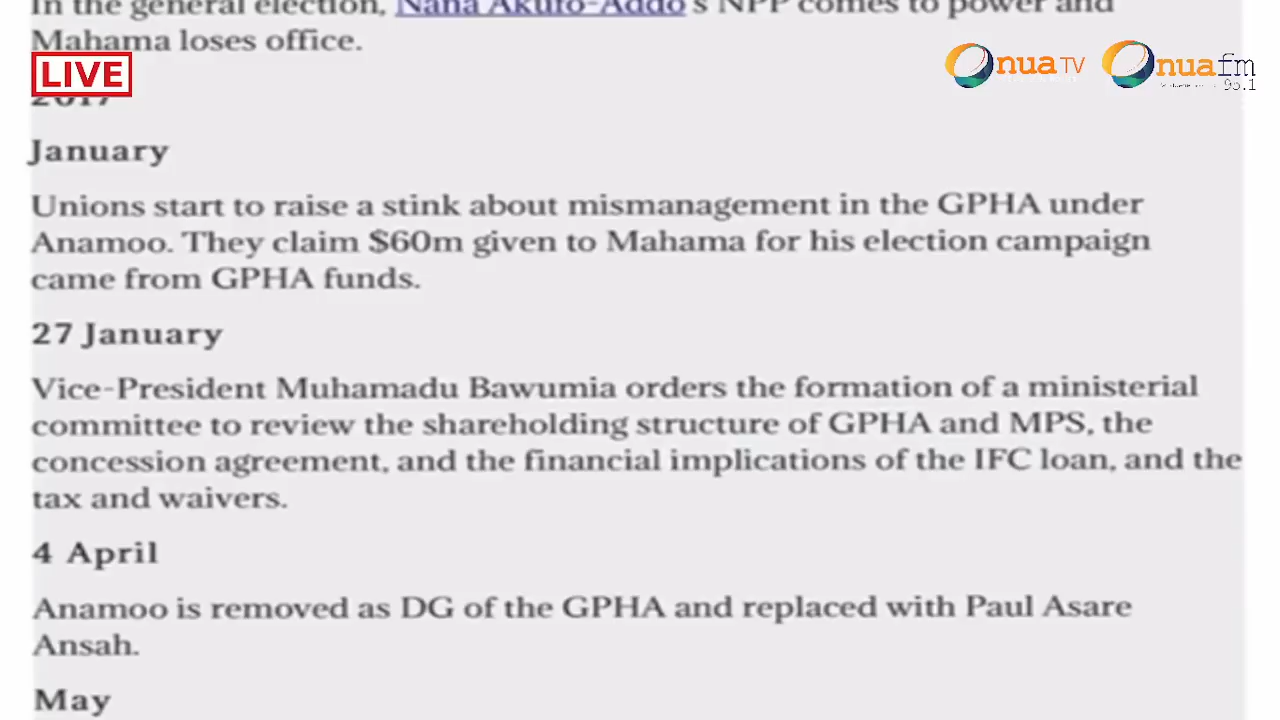 In the general election, Nana Akufo-Addo's NPP comes to power and
Mahama loses office.
LIVE
Onua TV
Onua fm
95.1
2017
January
Unions start to raise a stink about mismanagement in the GPHA under
Anamoo. They claim $60m given to Mahama for his election campaign
came from GPHA funds.
27 January
Vice-President Muhamadu Bawumia orders the formation of a ministerial
committee to review the shareholding structure of GPHA and MPS, the
concession agreement, and the financial implications of the IFC loan, and the
tax and waivers.
4 April
Anamoo is removed as DG of the GPHA and replaced with Paul Asare
Ansah.
May